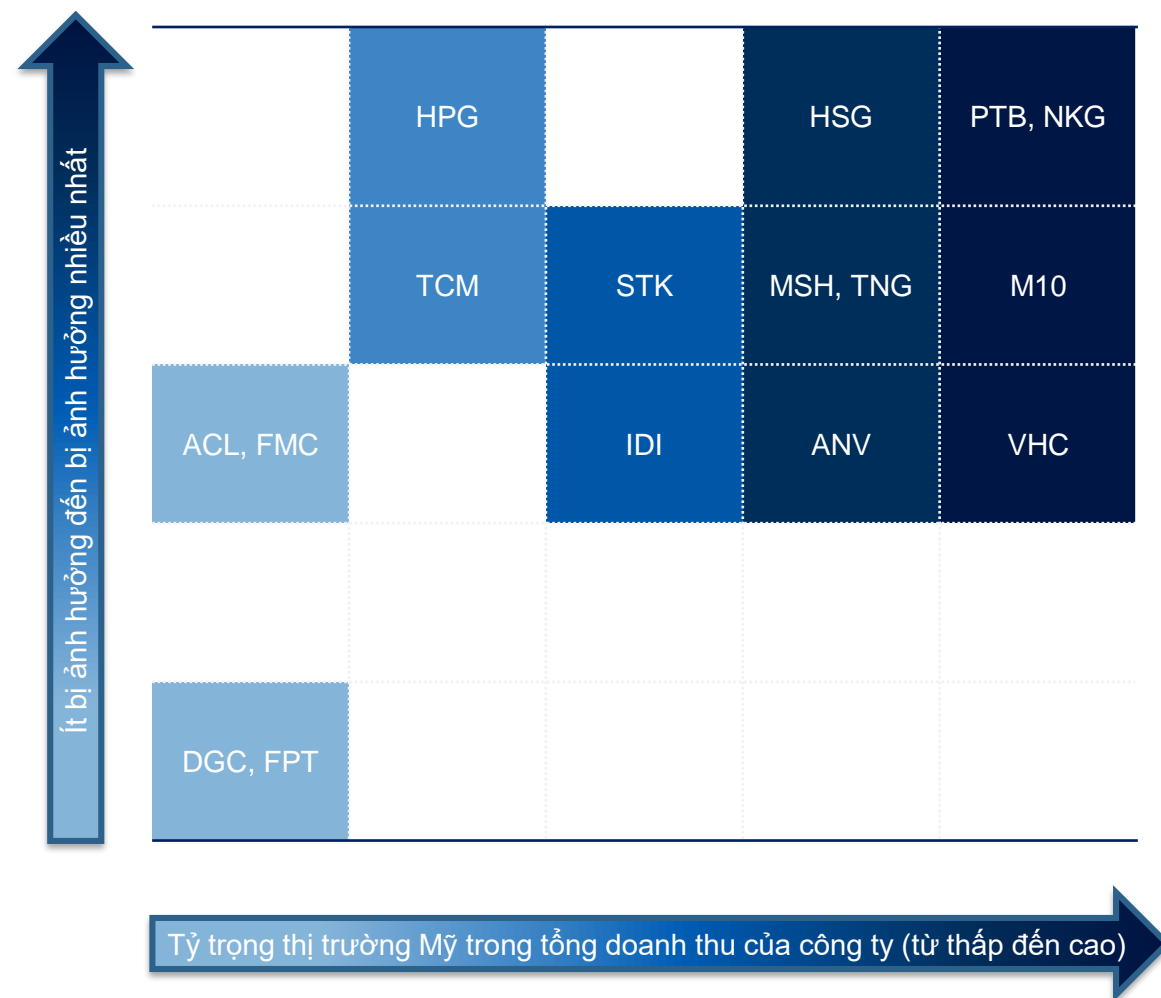 Ít bị ảnh hưởng đến bị ảnh hưởng nhiều nhất
HPG
HSG
PTB, NKG
TCM
STK
MSH, TNG
M10
ACL, FMC
IDI
ANV
VHC
DGC, FPT
Tỷ trọng thị trường Mỹ trong tổng doanh thu của công ty (từ thấp đến cao)